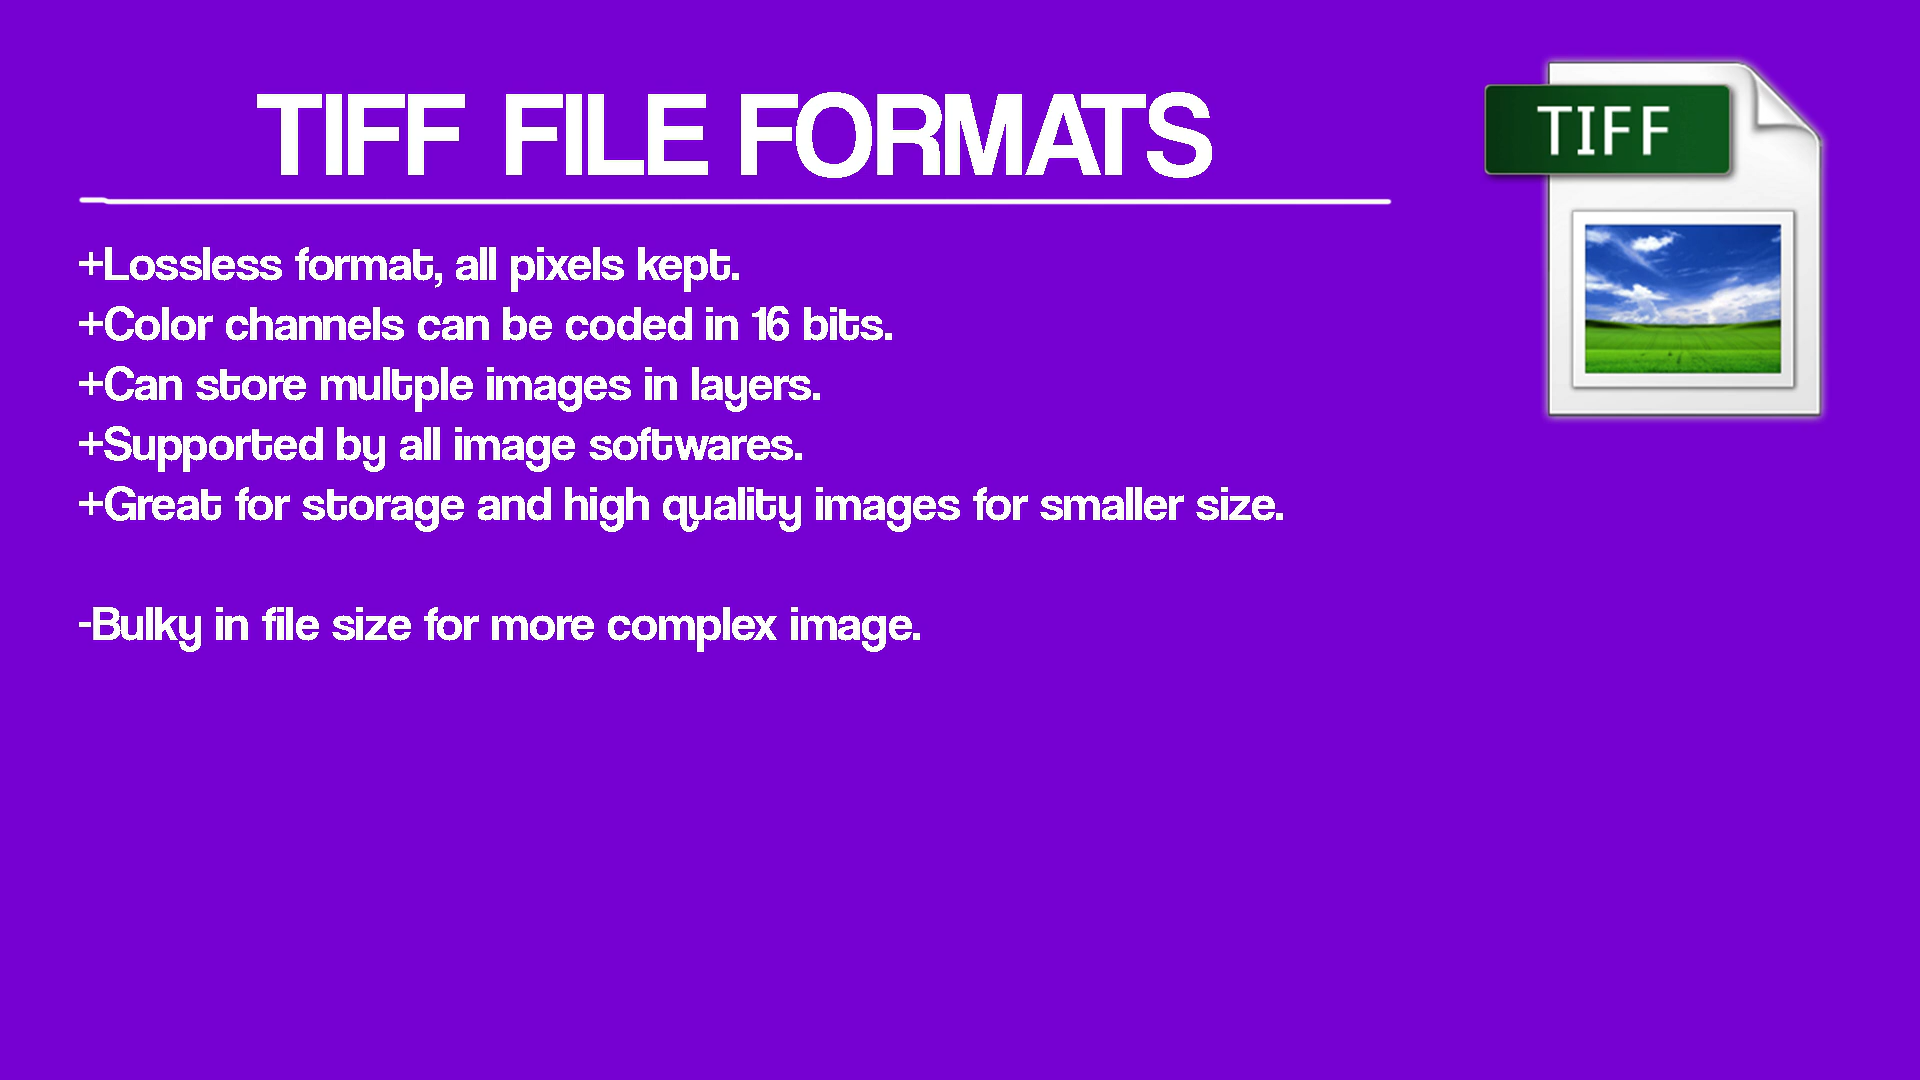 TIFF FILE FORMATS
TIFF
+Lossless format, all pixels kept.
+Color channels can be coded in 16 bits.
+Can store multple images in layers.
+Supported by all image softwares.
+Great for storage and high quality images for smaller size.
-Bulky in file size for more complex image.